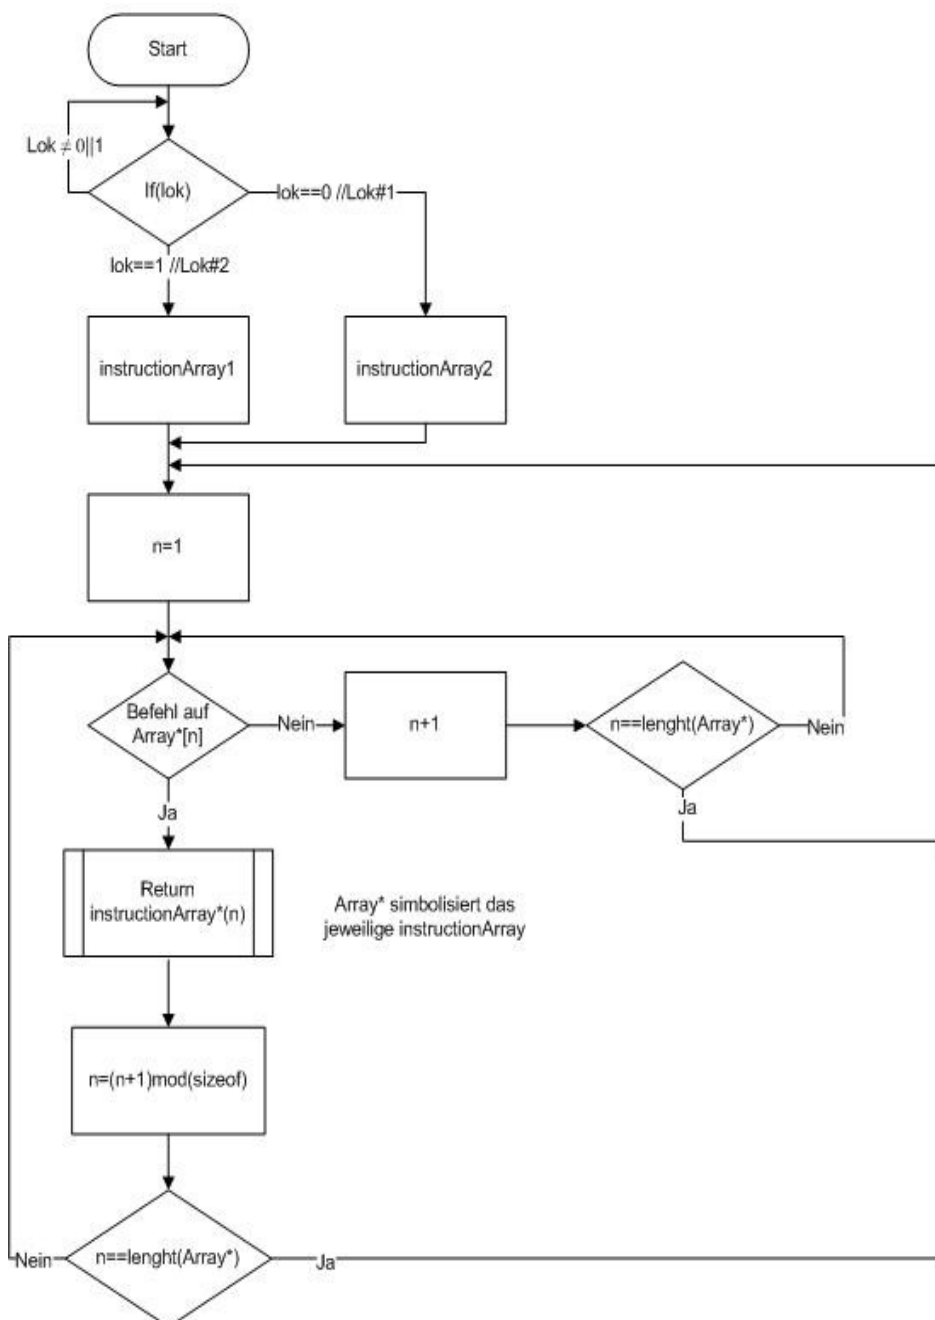 Start
Lok ≠ 0||1
If(lok)
lok==0 //Lok#1
lok==1 //Lok#2
instructionArray1
instructionArray2
n=1
Befehl auf
Array*[n]
Nein
n+1
n==lenght(Array*)
Nein
Ja
Ja
Return
instructionArray*(n)
Array* simbolisiert das
jeweilige instructionArray
n=(n+1)mod(sizeof)
Nein
n==lenght(Array*)
Ja